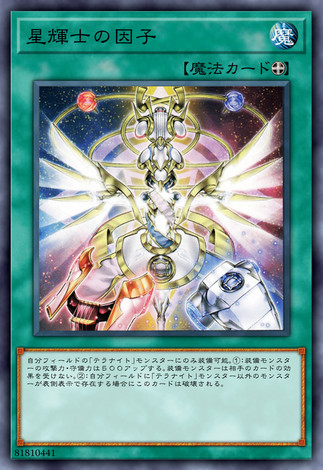 星輝士の因子
魔
【魔法カード】
自分フィールドの「テラナイト」モンスターにのみ装備可能。①:装備モンスター
の攻撃力・守備力は500アップする。②:装備モンスターは相手のカードの効
果を受けない。③:自分フィールドに「テラナイト」モンスター以外のモンスター
が表側表示で存在する場合にこのカードは破壊される。
81810441